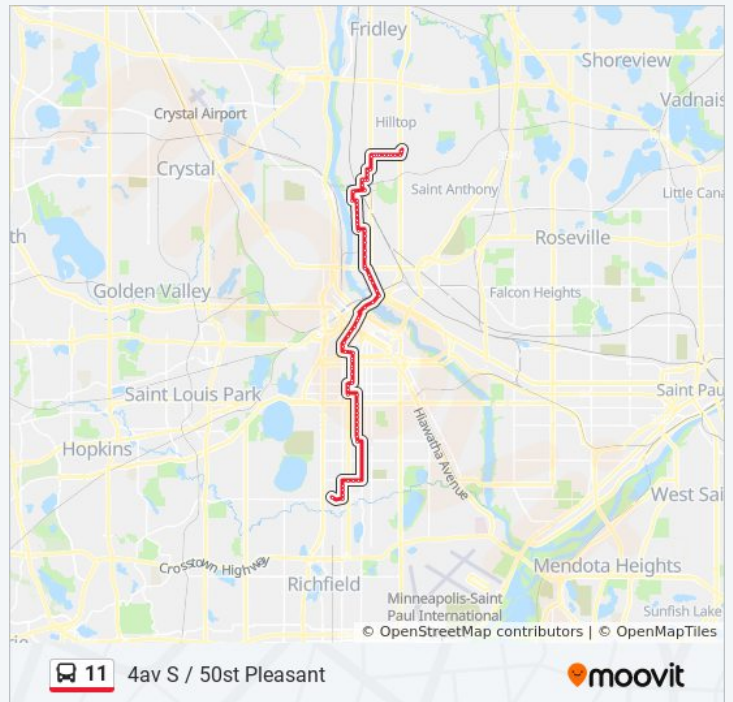 Fridley
Shoreview
Vadnais
Crystal Airport
Hilltop
Crystal
Saint Anthony
Little Cana
th
Roseville
Golden Valley
Falcon Heights
Saint Louis Park
Saint Pau
Hiawatha Avenue
Hopkins
West Sai
Crosstown Highway
Mendota Heights
Richfield
Minneapolis-Saint
Paul International
Sunfish Lake
© OpenStreetMap contributors | © OpenMapTiles
11 4av S / 50st Pleasant
moovit